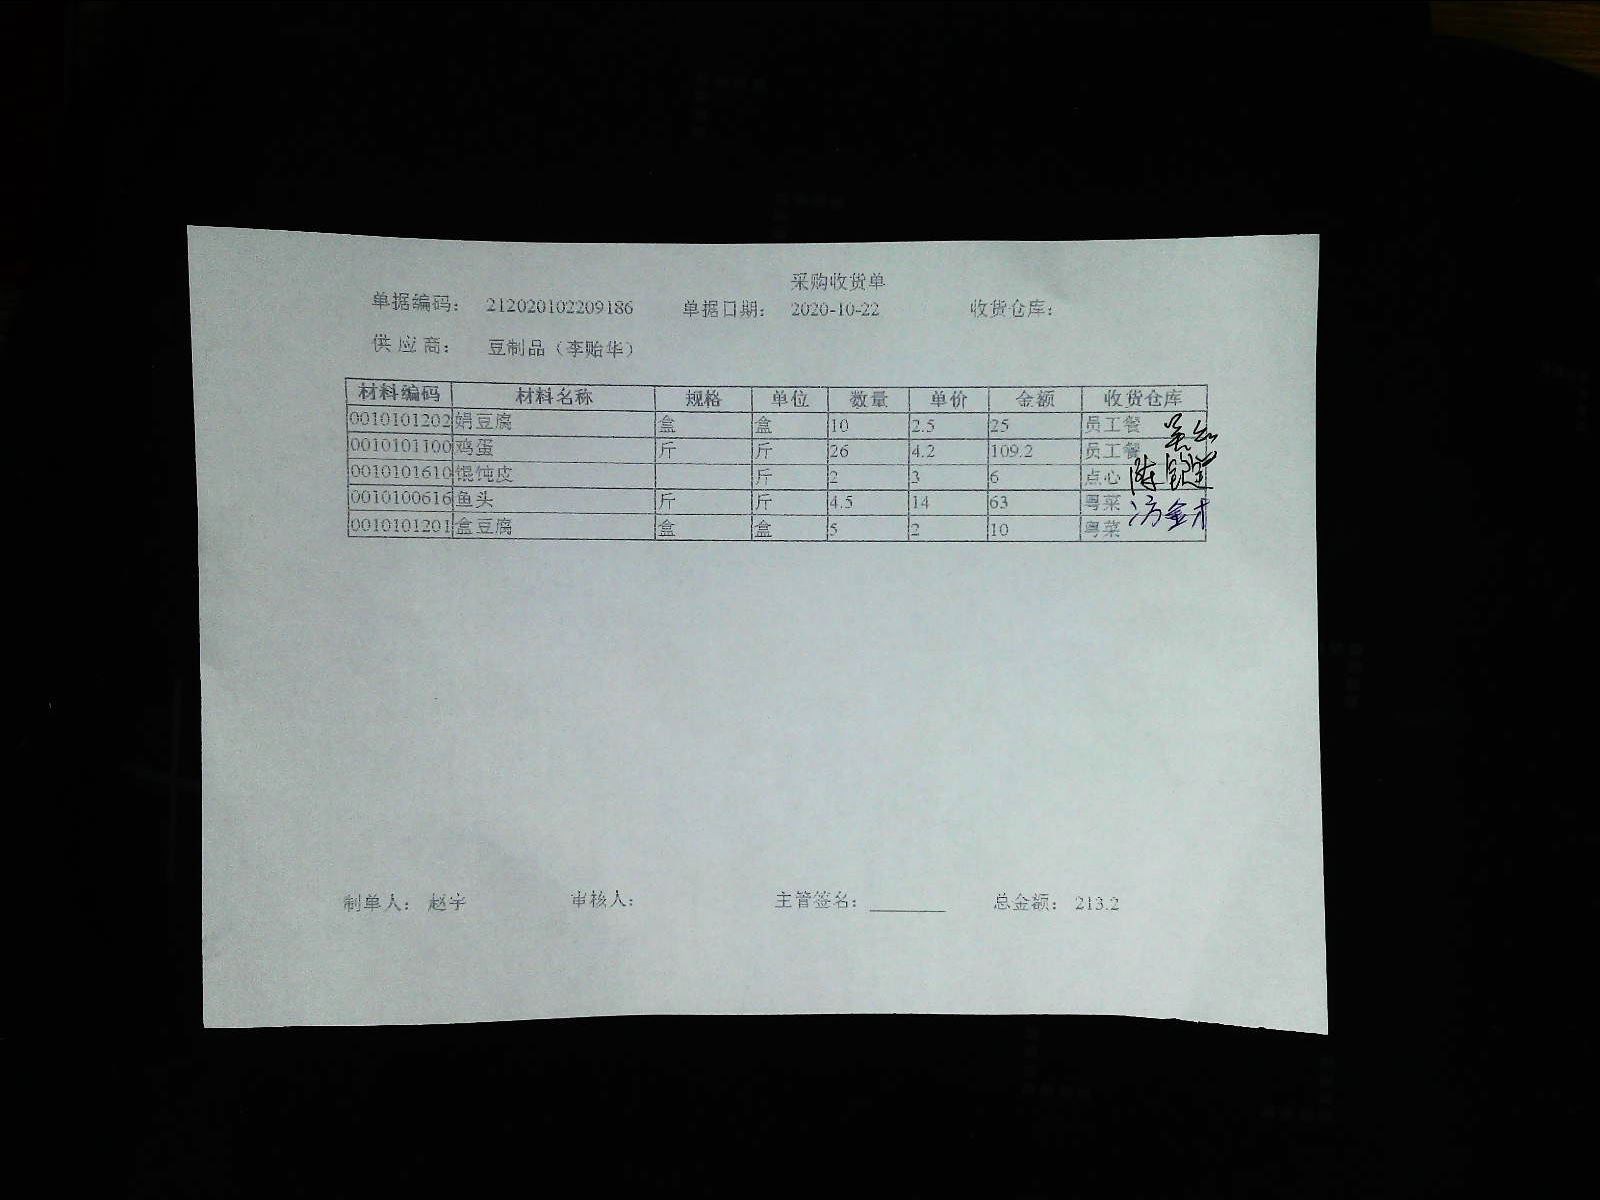 采购收货单
单据编码: 212020102209186 单据日期: 2020-10-22 收货仓库:
供应商: 豆制品（李贻华）
材料编码 材料名称 规格 单位 数量 单价 金额 收货仓库
0010101202 娟豆腐 盒 盒 10 2.5 25 员工餐
0010101100 鸡蛋 斤 斤 26 4.2 109.2 员工餐
0010101610 馄饨皮 斤 2 3 6 点心
0010100616 鱼头 斤 斤 4.5 14 63 粤菜
0010101201 盒豆腐 盒 盒 5 2 10 粤菜
制单人: 赵宇 审核人: 主管签名: 总金额: 213.2